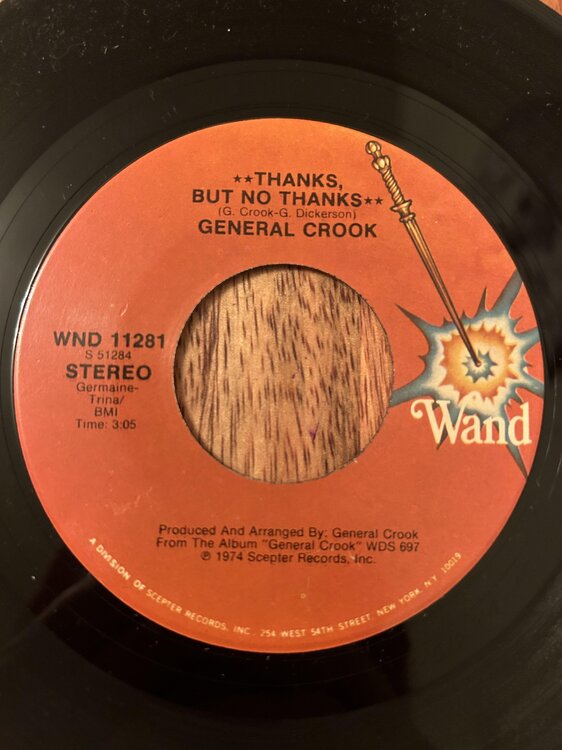 **THANKS,
BUT NO THANKS**
(G. Crook-G. Dickerson)
GENERAL CROOK
WND 11281
S 51284
STEREO
Germaine-
Trina/
BMI
Time: 3:05
Wand
Produced And Arranged By: General Crook
From The Album "General Crook" WDS 697
℗ 1974 Scepter Records, Inc.
A DIVISION OF SCEPTER RECORDS, INC. 254 WEST 54TH STREET, NEW YORK, N.Y. 10019